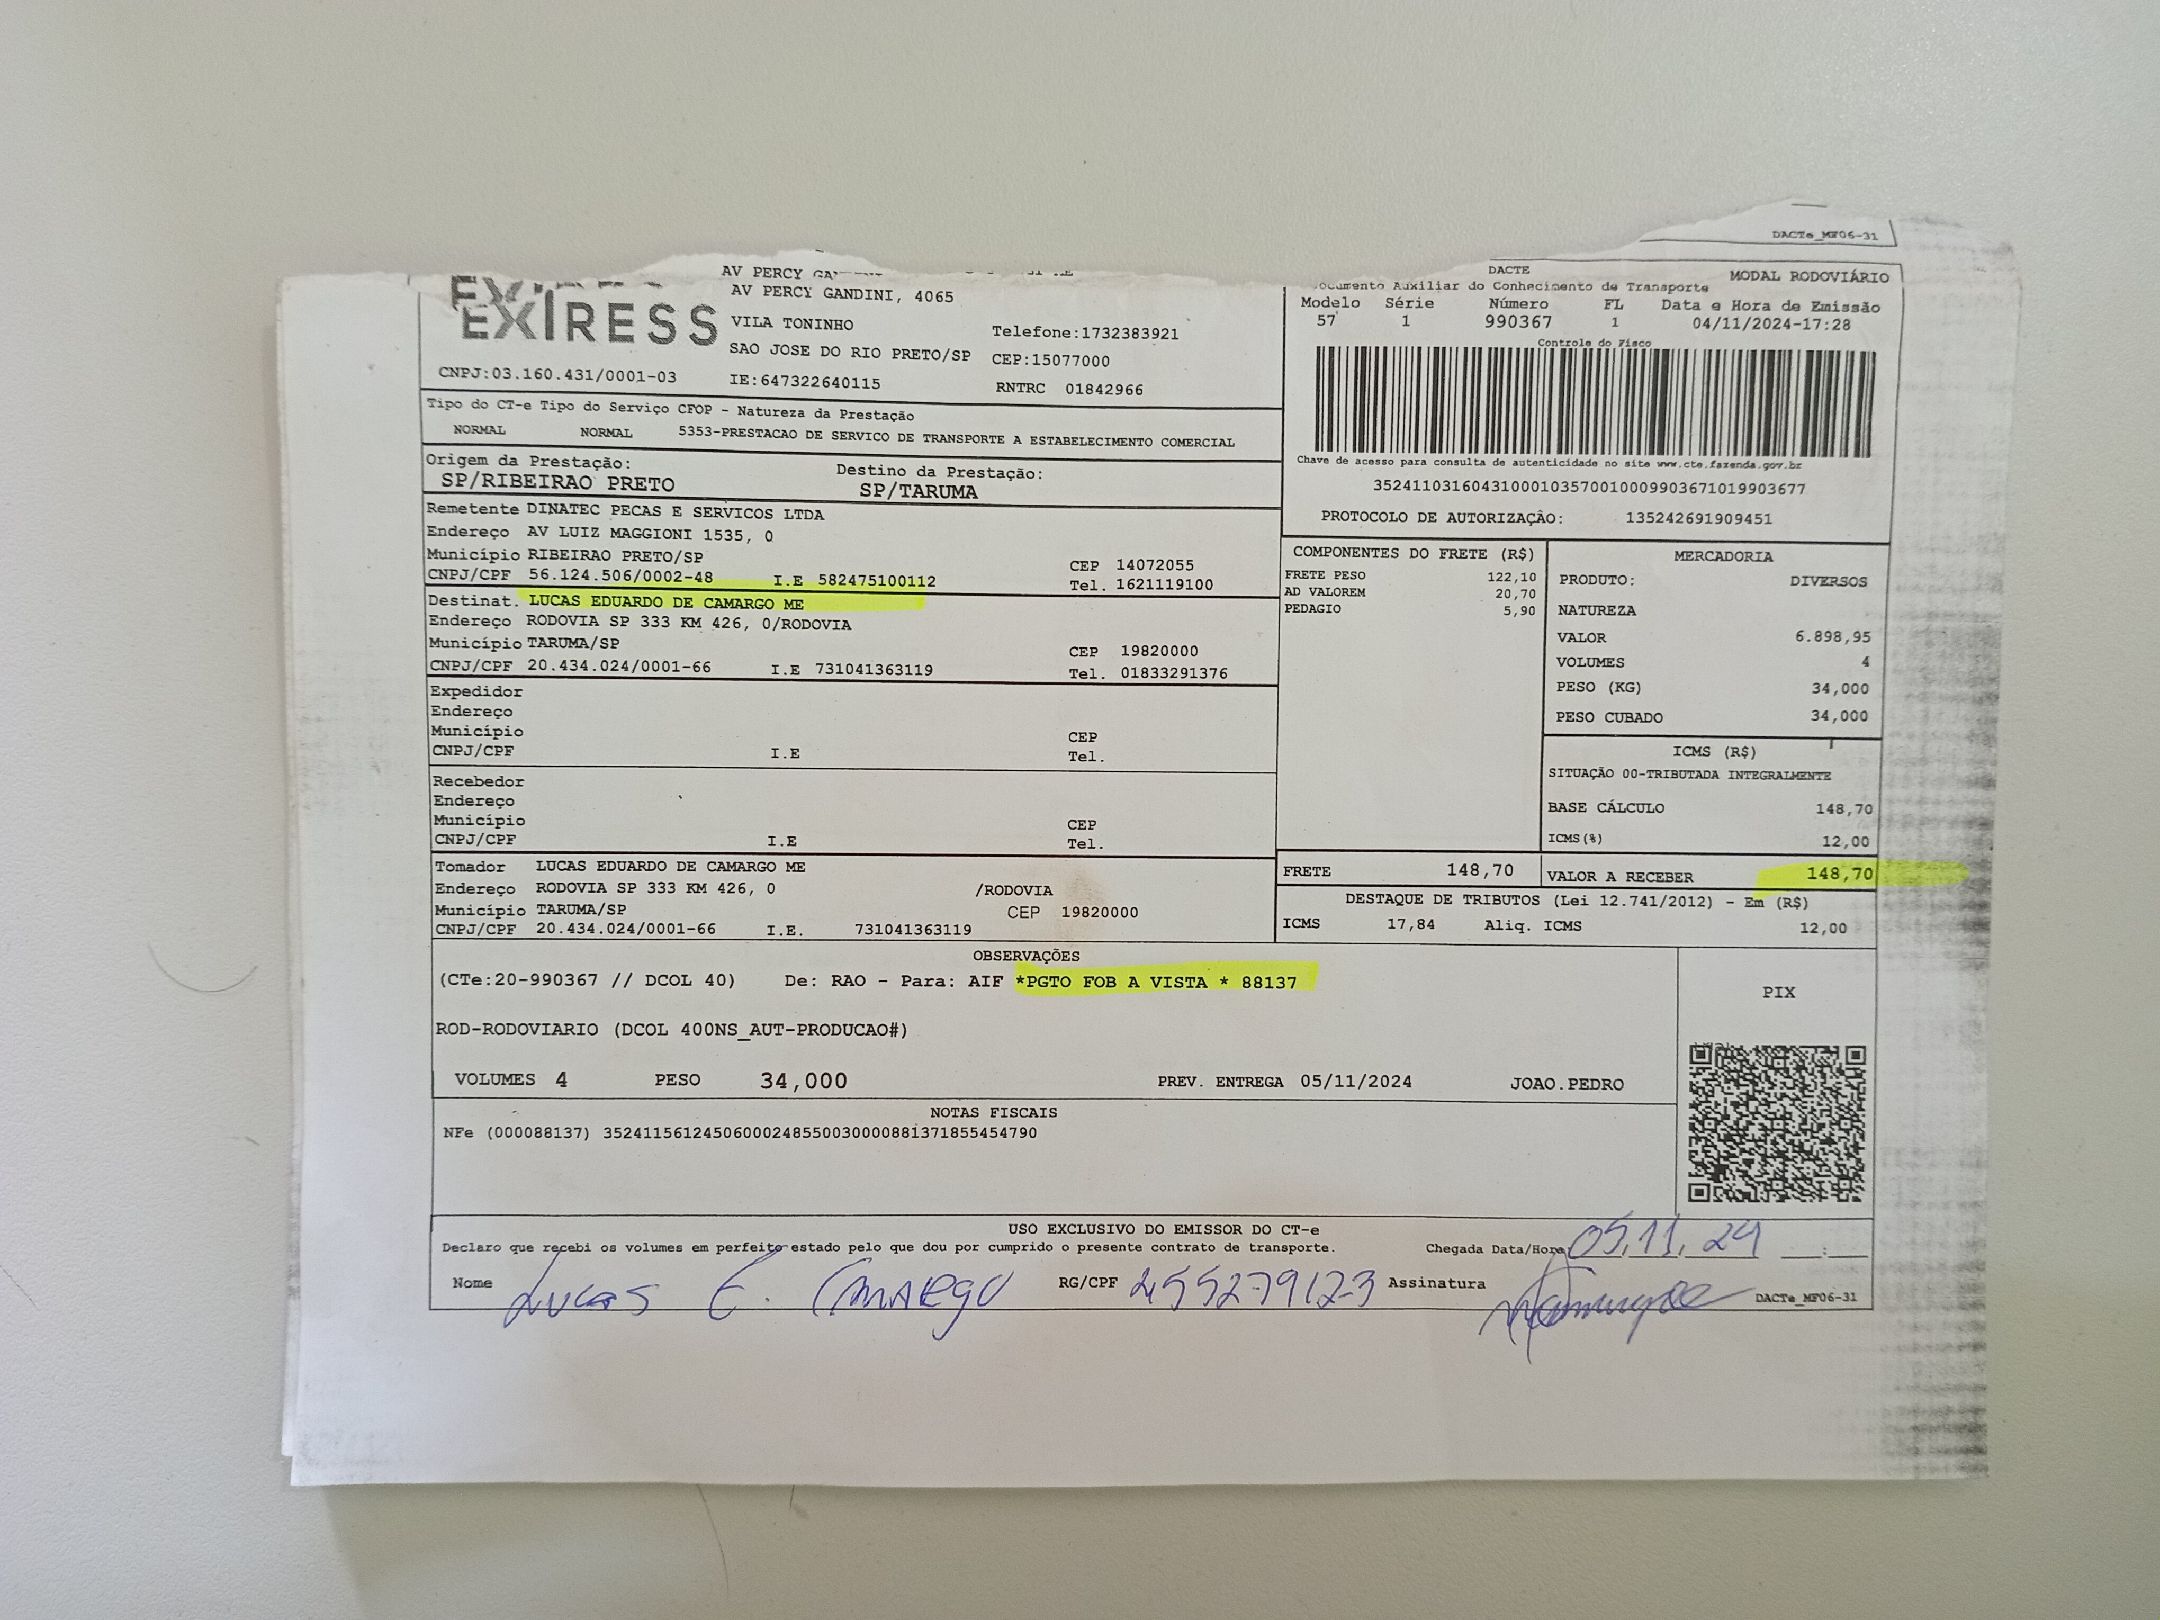 DACTe_MF06-31
AV PERCY
EXPRESS
AV PERCY GANDINI, 4065
VILA TONINHO
Telefone:1732383921
SAO JOSE DO RIO PRETO/SP CEP:15077000
CNPJ:03.160.431/0001-03 IE:647322640115 RNTRC 01842966
DACTE
MODAL RODOVIÁRIO
Documento Auxiliar do Conhecimento de Transporte
Modelo Série Número FL Data e Hora de Emissão
57 1 990367 1 04/11/2024-17:28
Controle do Fisco
Chave de acesso para consulta de autenticidade no site www.cte.fazenda.gov.br
35241103160431000103570010009903671019903677
PROTOCOLO DE AUTORIZAÇÃO: 135242691909451
Tipo do CT-e Tipo do Serviço CFOP - Natureza da Prestação
NORMAL NORMAL 5353-PRESTACAO DE SERVICO DE TRANSPORTE A ESTABELECIMENTO COMERCIAL
Origem da Prestação: Destino da Prestação:
SP/RIBEIRAO PRETO SP/TARUMA
Remetente DINATEC PECAS E SERVICOS LTDA
Endereço AV LUIZ MAGGIONI 1535, 0
Município RIBEIRAO PRETO/SP CEP 14072055
CNPJ/CPF 56.124.506/0002-48 I.E 582475100112 Tel. 1621119100
Destinat. LUCAS EDUARDO DE CAMARGO ME
Endereço RODOVIA SP 333 KM 426, 0/RODOVIA
Município TARUMA/SP CEP 19820000
CNPJ/CPF 20.434.024/0001-66 I.E 731041363119 Tel. 01833291376
Expedidor
Endereço
Município CEP
CNPJ/CPF I.E Tel.
Recebedor
Endereço
Município CEP
CNPJ/CPF I.E Tel.
Tomador LUCAS EDUARDO DE CAMARGO ME
Endereço RODOVIA SP 333 KM 426, 0 /RODOVIA
Município TARUMA/SP CEP 19820000
CNPJ/CPF 20.434.024/0001-66 I.E. 731041363119
COMPONENTES DO FRETE (R$)
FRETE PESO 122,10
AD VALOREM 20,70
PEDAGIO 5,90
MERCADORIA
PRODUTO: DIVERSOS
NATUREZA
VALOR 6.898,95
VOLUMES 4
PESO (KG) 34,000
PESO CUBADO 34,000
ICMS (R$)
SITUAÇÃO 00-TRIBUTADA INTEGRALMENTE
BASE CÁLCULO 148,70
ICMS(%) 12,00
FRETE 148,70 VALOR A RECEBER 148,70
DESTAQUE DE TRIBUTOS (Lei 12.741/2012) - Em (R$)
ICMS 17,84 Aliq. ICMS 12,00
OBSERVAÇÕES
(CTe:20-990367 // DCOL 40) De: RAO - Para: AIF *PGTO FOB A VISTA * 88137
ROD-RODOVIARIO (DCOL 400NS_AUT-PRODUCAO#)
VOLUMES 4 PESO 34,000 PREV. ENTREGA 05/11/2024 JOAO.PEDRO
PIX
NOTAS FISCAIS
NFe (000088137) 35241156124506000248550030000881371855454790
USO EXCLUSIVO DO EMISSOR DO CT-e
Declaro que recebi os volumes em perfeito estado pelo que dou por cumprido o presente contrato de transporte. Chegada Data/Hora 05.11.24 __:__
Nome Lucas E. Camargo RG/CPF 455279123 Assinatura
DACTe_MF06-31